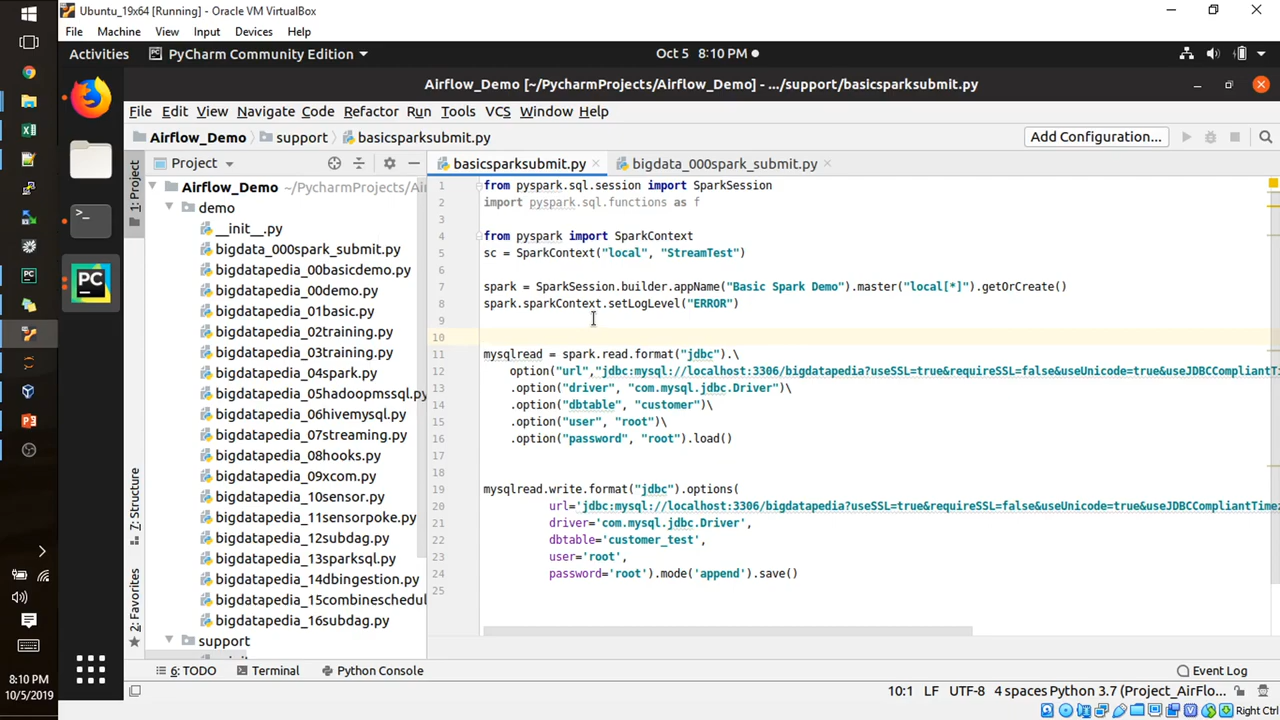 Ubuntu_19x64 [Running] - Oracle VM VirtualBox
File Machine View Input Devices Help
Activities PyCharm Community Edition Oct 5 8:10 PM
Airflow_Demo [~/PycharmProjects/Airflow_Demo] - .../support/basicsparksubmit.py
File Edit View Navigate Code Refactor Run Tools VCS Window Help
Airflow_Demo support basicsparksubmit.py Add Configuration...
1: Project
Project
basicsparksubmit.py
bigdata_000spark_submit.py
Airflow_Demo ~/PycharmProjects/Ai
demo
__init__.py
bigdata_000spark_submit.py
bigdatapedia_00basicdemo.py
bigdatapedia_00demo.py
bigdatapedia_01basic.py
bigdatapedia_02training.py
bigdatapedia_03training.py
bigdatapedia_04spark.py
bigdatapedia_05hadoopmssql.py
bigdatapedia_06hivemysql.py
bigdatapedia_07streaming.py
bigdatapedia_08hooks.py
bigdatapedia_09xcom.py
bigdatapedia_10sensor.py
bigdatapedia_11sensorpoke.py
bigdatapedia_12subdag.py
bigdatapedia_13sparksql.py
bigdatapedia_14dbingestion.py
bigdatapedia_15combineschedul
bigdatapedia_16subdag.py
support
7: Structure
2: Favorites
1 from pyspark.sql.session import SparkSession
2 import pyspark.sql.functions as f
3
4 from pyspark import SparkContext
5 sc = SparkContext("local", "StreamTest")
6
7 spark = SparkSession.builder.appName("Basic Spark Demo").master("local[*]").getOrCreate()
8 spark.sparkContext.setLogLevel("ERROR")
9
10
11 mysqlread = spark.read.format("jdbc").\
12 option("url","jdbc:mysql://localhost:3306/bigdatapedia?useSSL=true&requireSSL=false&useUnicode=true&useJDBCCompliantTi
13 .option("driver", "com.mysql.jdbc.Driver")\
14 .option("dbtable", "customer")\
15 .option("user", "root")\
16 .option("password", "root").load()
17
18
19 mysqlread.write.format("jdbc").options(
20 url='jdbc:mysql://localhost:3306/bigdatapedia?useSSL=true&requireSSL=false&useUnicode=true&useJDBCCompliantTimez
21 driver='com.mysql.jdbc.Driver',
22 dbtable='customer_test',
23 user='root',
24 password='root').mode('append').save()
25
6: TODO Terminal Python Console Event Log
10:1 LF UTF-8 4 spaces Python 3.7 (Project_AirFlo...
Right Ctrl
8:10 PM
10/5/2019